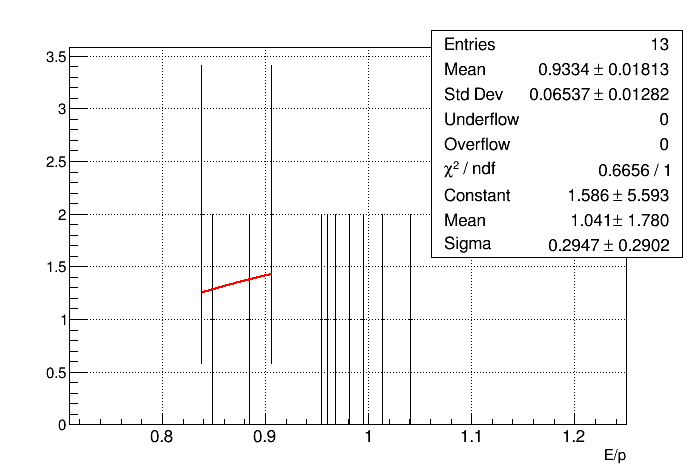 Entries 13
Mean 0.9334 ± 0.01813
Std Dev 0.06537 ± 0.01282
Underflow 0
Overflow 0
χ² / ndf 0.6656 / 1
Constant 1.586 ± 5.593
Mean 1.041 ± 1.780
Sigma 0.2947 ± 0.2902
3.5
3
2.5
2
1.5
1
0.5
0
0.8 0.9 1 1.1 1.2
E/p